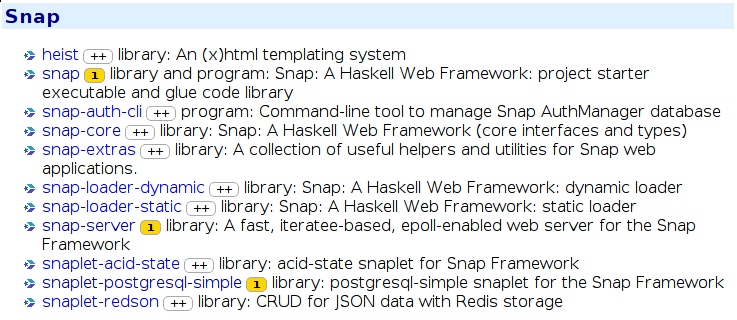 Snap
heist ++ library: An (x)html templating system
snap 1 library and program: Snap: A Haskell Web Framework: project starter
executable and glue code library
snap-auth-cli ++ program: Command-line tool to manage Snap AuthManager database
snap-core ++ library: Snap: A Haskell Web Framework (core interfaces and types)
snap-extras ++ library: A collection of useful helpers and utilities for Snap web
applications.
snap-loader-dynamic ++ library: Snap: A Haskell Web Framework: dynamic loader
snap-loader-static ++ library: Snap: A Haskell Web Framework: static loader
snap-server 1 library: A fast, iteratee-based, epoll-enabled web server for the Snap
Framework
snaplet-acid-state ++ library: acid-state snaplet for Snap Framework
snaplet-postgresql-simple 1 library: postgresql-simple snaplet for the Snap Framework
snaplet-redson ++ library: CRUD for JSON data with Redis storage